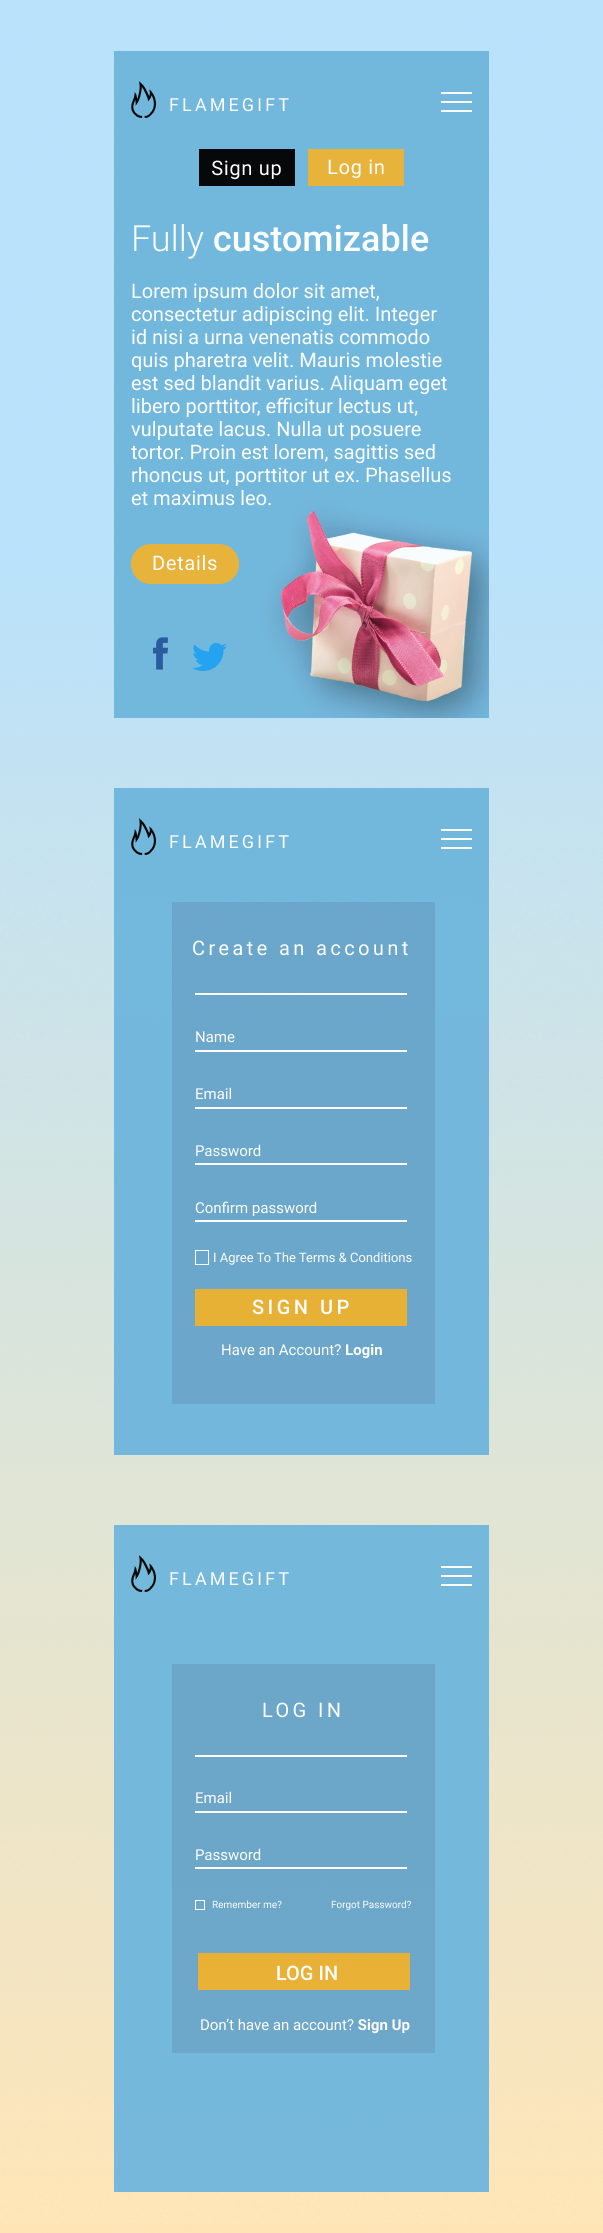 FLAMEGIFT
Sign up Log in
Fully customizable
Lorem ipsum dolor sit amet,
consectetur adipiscing elit. Integer
id nisi a urna venenatis commodo
quis pharetra velit. Mauris molestie
est sed blandit varius. Aliquam eget
libero porttitor, efficitur lectus ut,
vulputate lacus. Nulla ut posuere
tortor. Proin est lorem, sagittis sed
rhoncus ut, porttitor ut ex. Phasellus
et maximus leo.
Details
FLAMEGIFT
Create an account
Name
Email
Password
Confirm password
I Agree To The Terms & Conditions
SIGN UP
Have an Account? Login
FLAMEGIFT
LOG IN
Email
Password
Remember me? Forgot Password?
LOG IN
Don't have an account? Sign Up